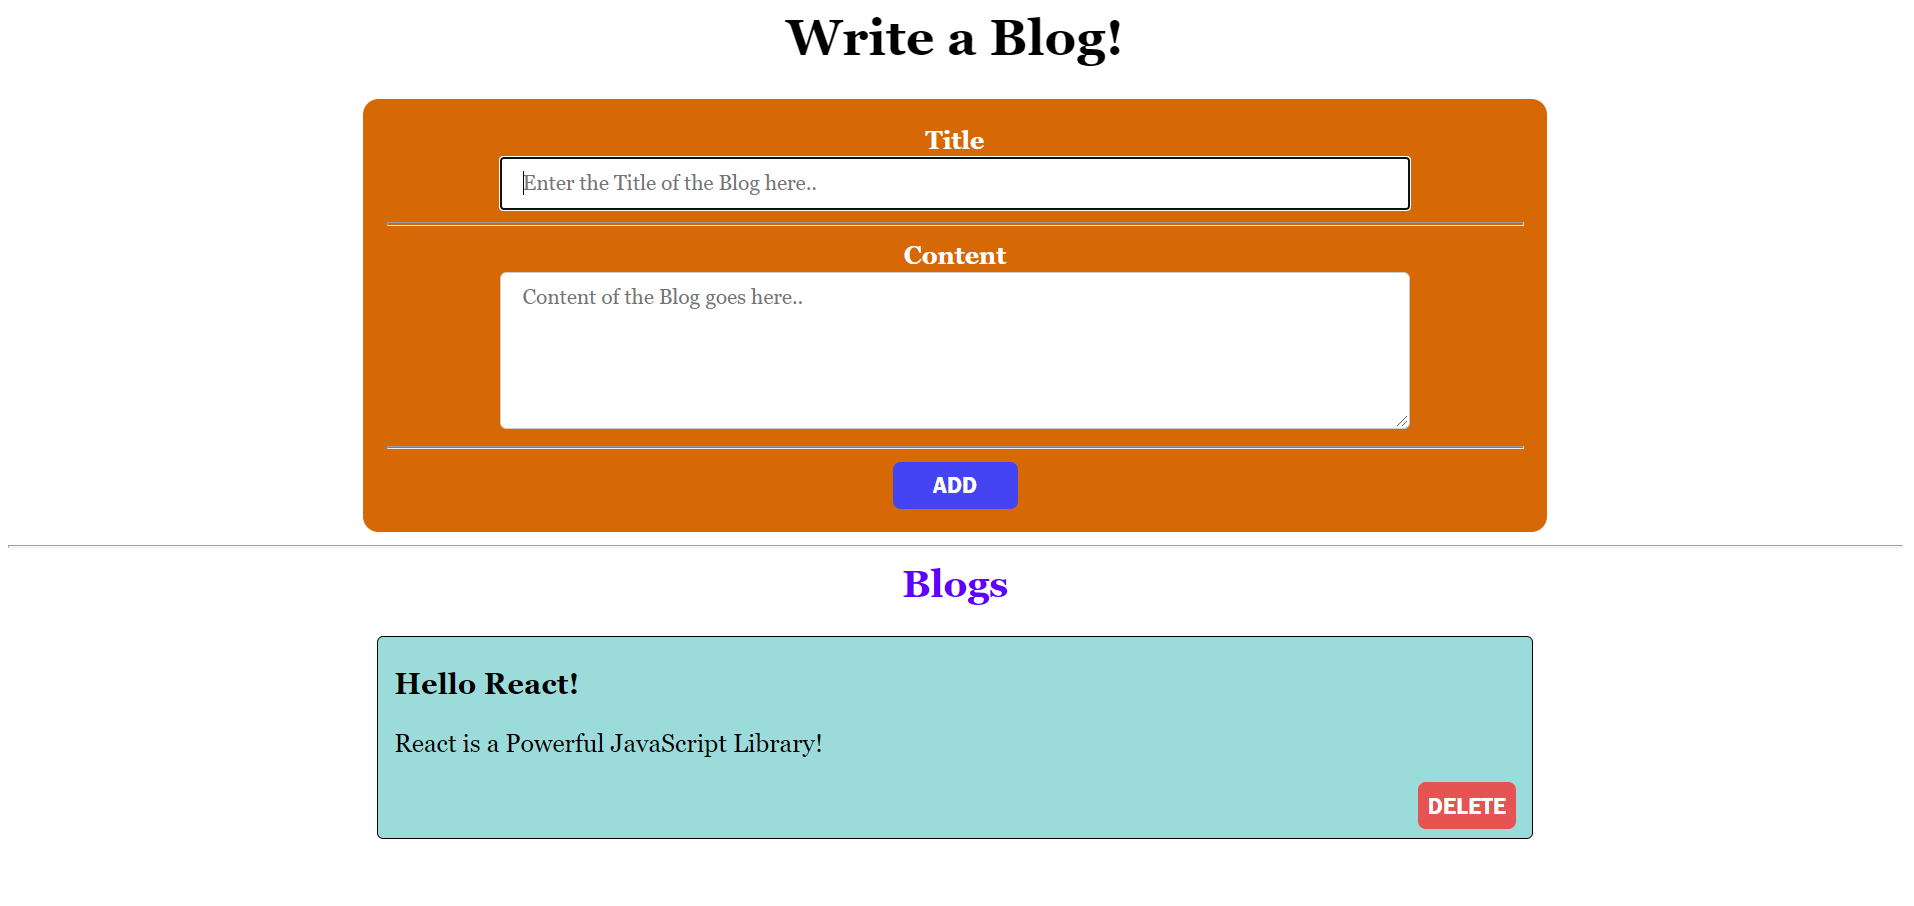 Write a Blog!
Title
Enter the Title of the Blog here..
Content
Content of the Blog goes here..
ADD
Blogs
Hello React!
React is a Powerful JavaScript Library!
DELETE